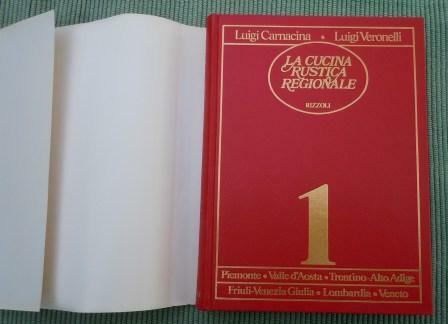 Luigi Carnacina • Luigi Veronelli
LA CUCINA
RUSTICA
REGIONALE
RIZZOLI
1
Piemonte • Valle d'Aosta • Trentino-Alto Adige
Friuli-Venezia Giulia • Lombardia • Veneto